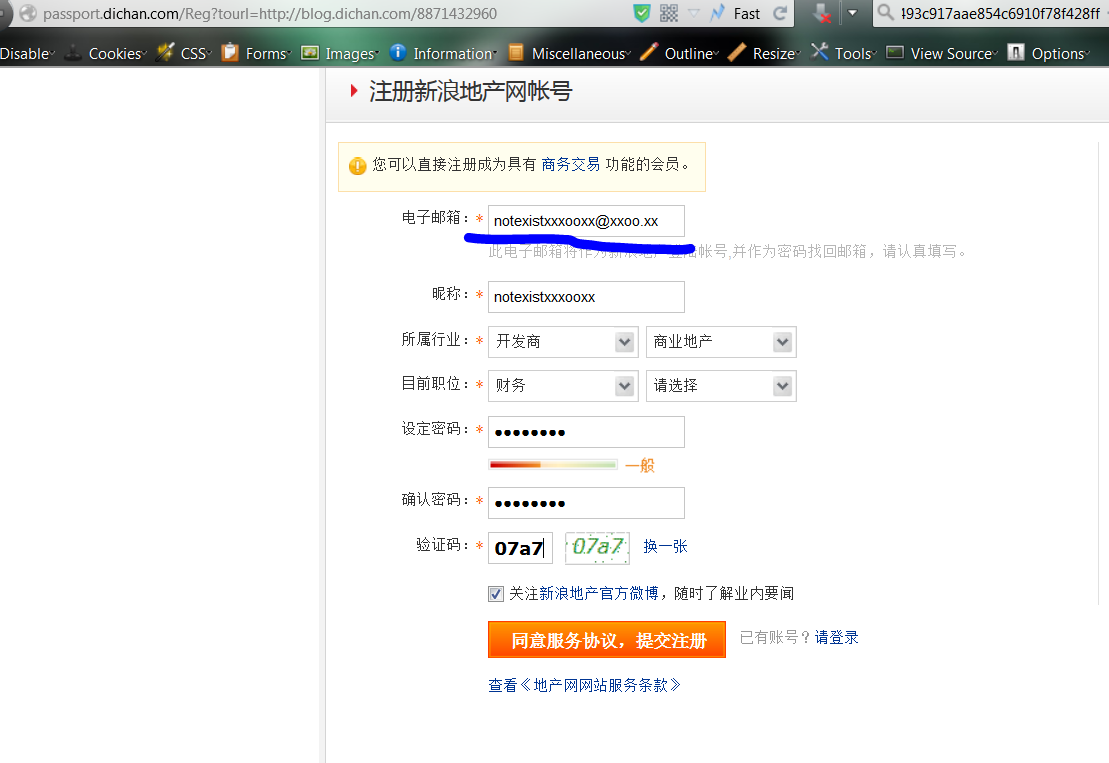 passport.dichan.com/Reg?tourl=http://blog.dichan.com/8871432960 Fast 493c917aae854c6910f78f428ff
Disable Cookies CSS Forms Images Information Miscellaneous Outline Resize Tools View Source Options
注册新浪地产网帐号
您可以直接注册成为具有 商务交易 功能的会员。
电子邮箱：* notexistxxxooxx@xxoo.xx
此电子邮箱将作为新浪地产登陆帐号,并作为密码找回邮箱，请认真填写。
昵称：* notexistxxxooxx
所属行业：* 开发商 商业地产
目前职位：* 财务 请选择
设定密码：* ●●●●●●●●
一般
确认密码：* ●●●●●●●●
验证码：* 07a7 07a7 换一张
关注新浪地产官方微博，随时了解业内要闻
同意服务协议，提交注册 已有账号？请登录
查看《地产网网站服务条款》